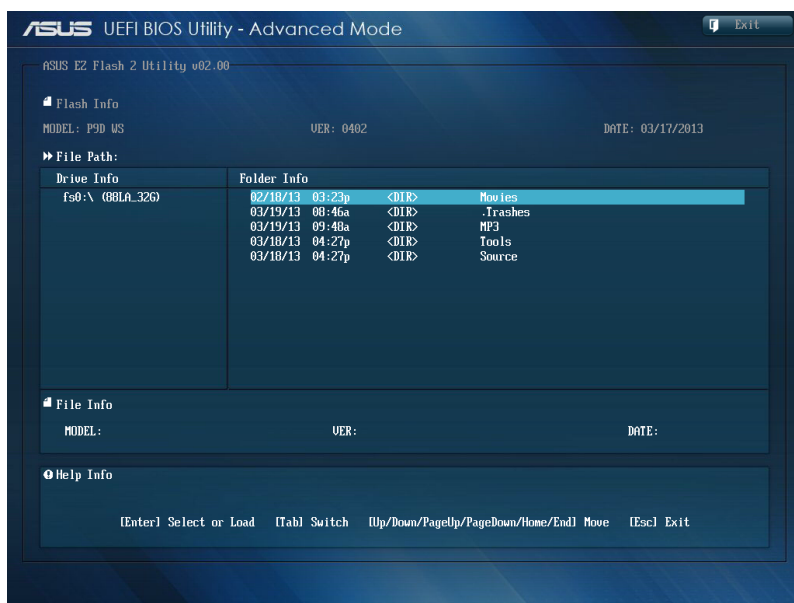 ASUS UEFI BIOS Utility - Advanced Mode
Exit
ASUS EZ Flash 2 Utility v02.00
Flash Info
MODEL: P9D WS VER: 0402 DATE: 03/17/2013
File Path:
Drive Info Folder Info
fs0:\ (88LA_32G)
02/18/13 03:23p <DIR> Movies
03/19/13 08:46a <DIR> .Trashes
03/19/13 09:48a <DIR> MP3
03/18/13 04:27p <DIR> Tools
03/18/13 04:27p <DIR> Source
File Info
MODEL: VER: DATE:
Help Info
[Enter] Select or Load [Tab] Switch [Up/Down/PageUp/PageDown/Home/End] Move [Esc] Exit